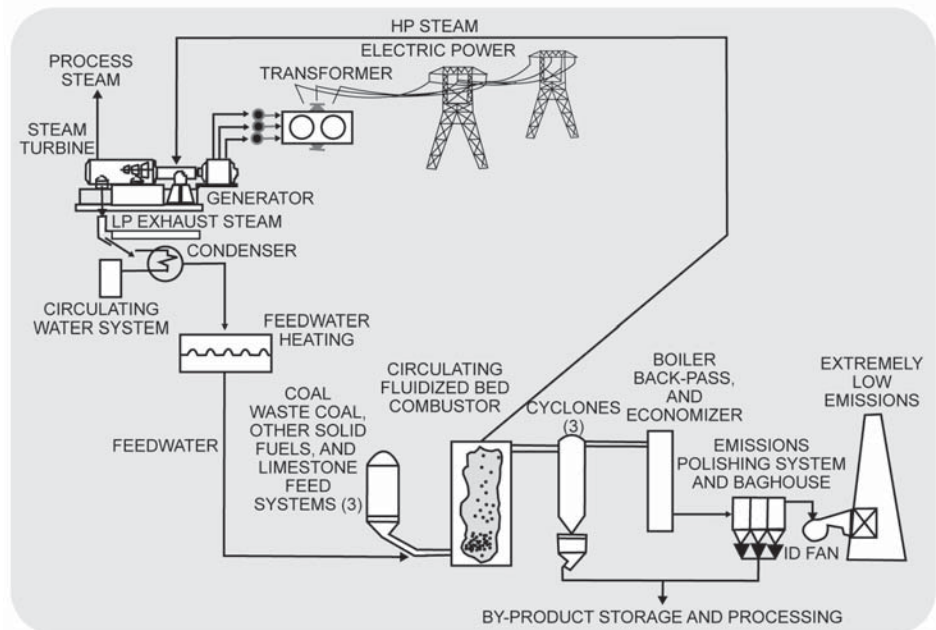 HP STEAM
PROCESS
STEAM
ELECTRIC POWER
TRANSFORMER
STEAM
TURBINE
GENERATOR
LP EXHAUST STEAM
CONDENSER
CIRCULATING
WATER SYSTEM
FEEDWATER
HEATING
FEEDWATER
COAL
WASTE COAL,
OTHER SOLID
FUELS, AND
LIMESTONE
FEED
SYSTEMS (3)
CIRCULATING
FLUIDIZED BED
COMBUSTOR
CYCLONES
(3)
BOILER
BACK-PASS,
AND
ECONOMIZER
EXTREMELY
LOW
EMISSIONS
EMISSIONS
POLISHING SYSTEM
AND BAGHOUSE
ID FAN
BY-PRODUCT STORAGE AND PROCESSING